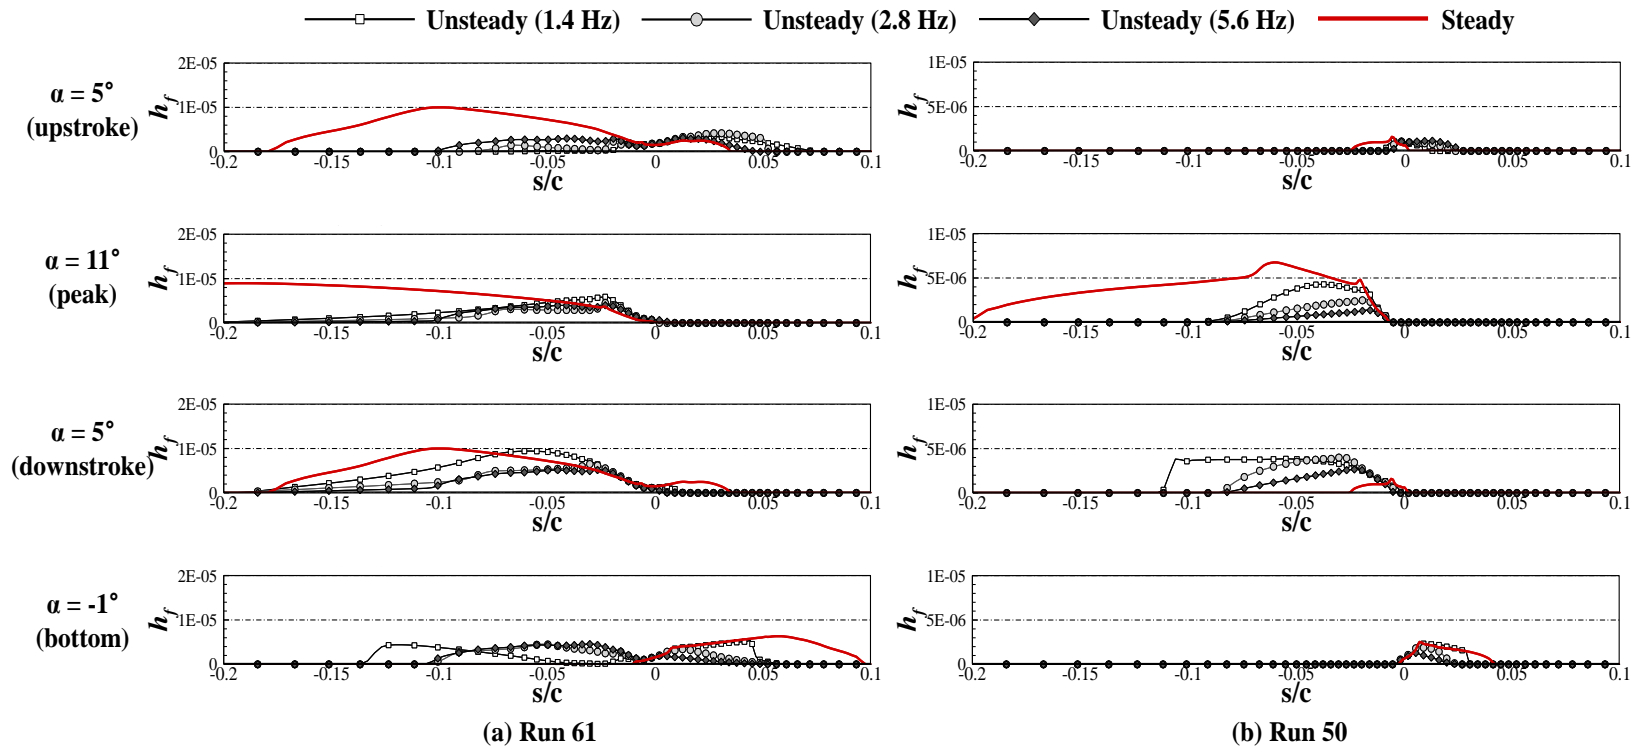 Unsteady (1.4 Hz) Unsteady (2.8 Hz) Unsteady (5.6 Hz) Steady
α = 5°
(upstroke)
h_f
2E-05
1E-05
0
-0.2 -0.15 -0.1 -0.05 0 0.05 0.1
s/c
h_f
1E-05
5E-06
0
-0.2 -0.15 -0.1 -0.05 0 0.05 0.1
s/c
α = 11°
(peak)
h_f
2E-05
1E-05
0
-0.2 -0.15 -0.1 -0.05 0 0.05 0.1
s/c
h_f
1E-05
5E-06
0
-0.2 -0.15 -0.1 -0.05 0 0.05 0.1
s/c
α = 5°
(downstroke)
h_f
2E-05
1E-05
0
-0.2 -0.15 -0.1 -0.05 0 0.05 0.1
s/c
h_f
1E-05
5E-06
0
-0.2 -0.15 -0.1 -0.05 0 0.05 0.1
s/c
α = -1°
(bottom)
h_f
2E-05
1E-05
0
-0.2 -0.15 -0.1 -0.05 0 0.05 0.1
s/c
h_f
1E-05
5E-06
0
-0.2 -0.15 -0.1 -0.05 0 0.05 0.1
s/c
(a) Run 61
(b) Run 50